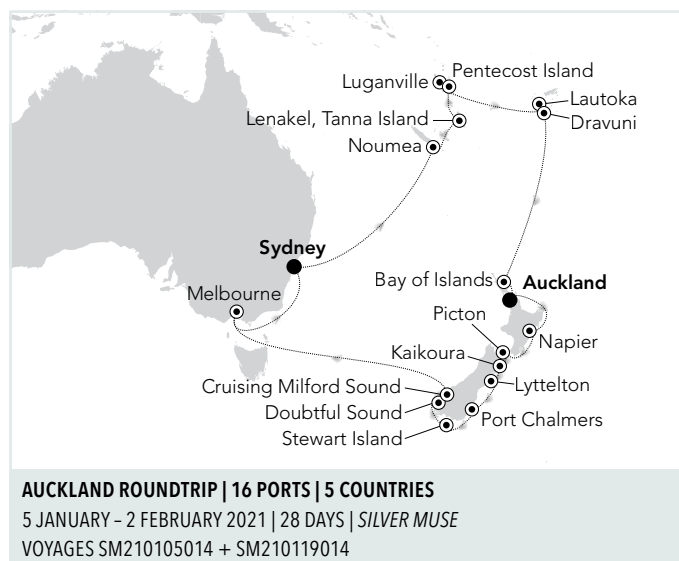 Luganville
Pentecost Island
Lautoka
Dravuni
Lenakel, Tanna Island
Noumea
Sydney
Melbourne
Bay of Islands
Auckland
Picton
Napier
Kaikoura
Cruising Milford Sound
Lyttelton
Doubtful Sound
Port Chalmers
Stewart Island
AUCKLAND ROUNDTRIP | 16 PORTS | 5 COUNTRIES
5 JANUARY – 2 FEBRUARY 2021 | 28 DAYS | SILVER MUSE
VOYAGES SM210105014 + SM210119014